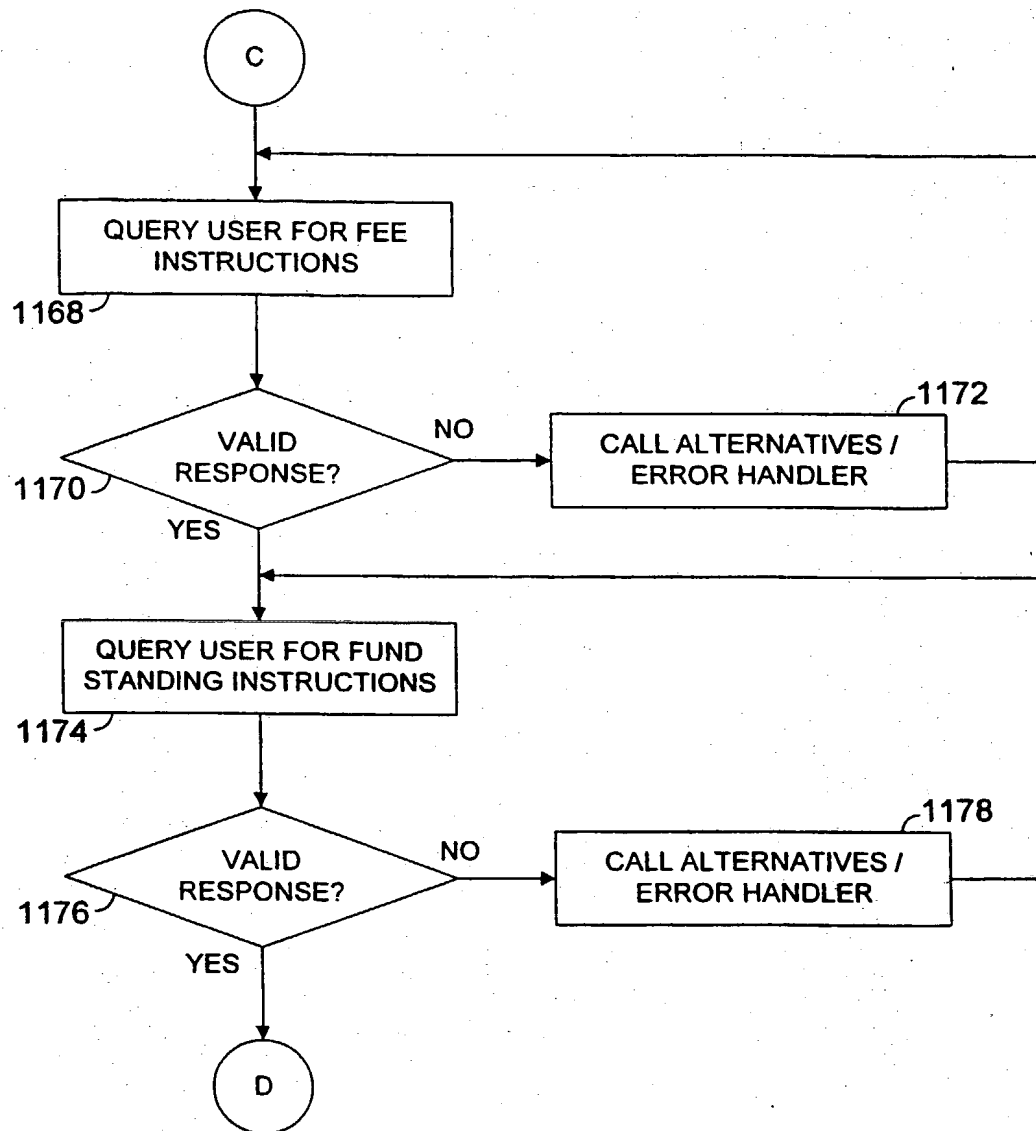 C
QUERY USER FOR FEE
INSTRUCTIONS
1168
VALID
RESPONSE?
1170
NO
YES
1172
CALL ALTERNATIVES /
ERROR HANDLER
QUERY USER FOR FUND
STANDING INSTRUCTIONS
1174
VALID
RESPONSE?
1176
NO
YES
1178
CALL ALTERNATIVES /
ERROR HANDLER
D